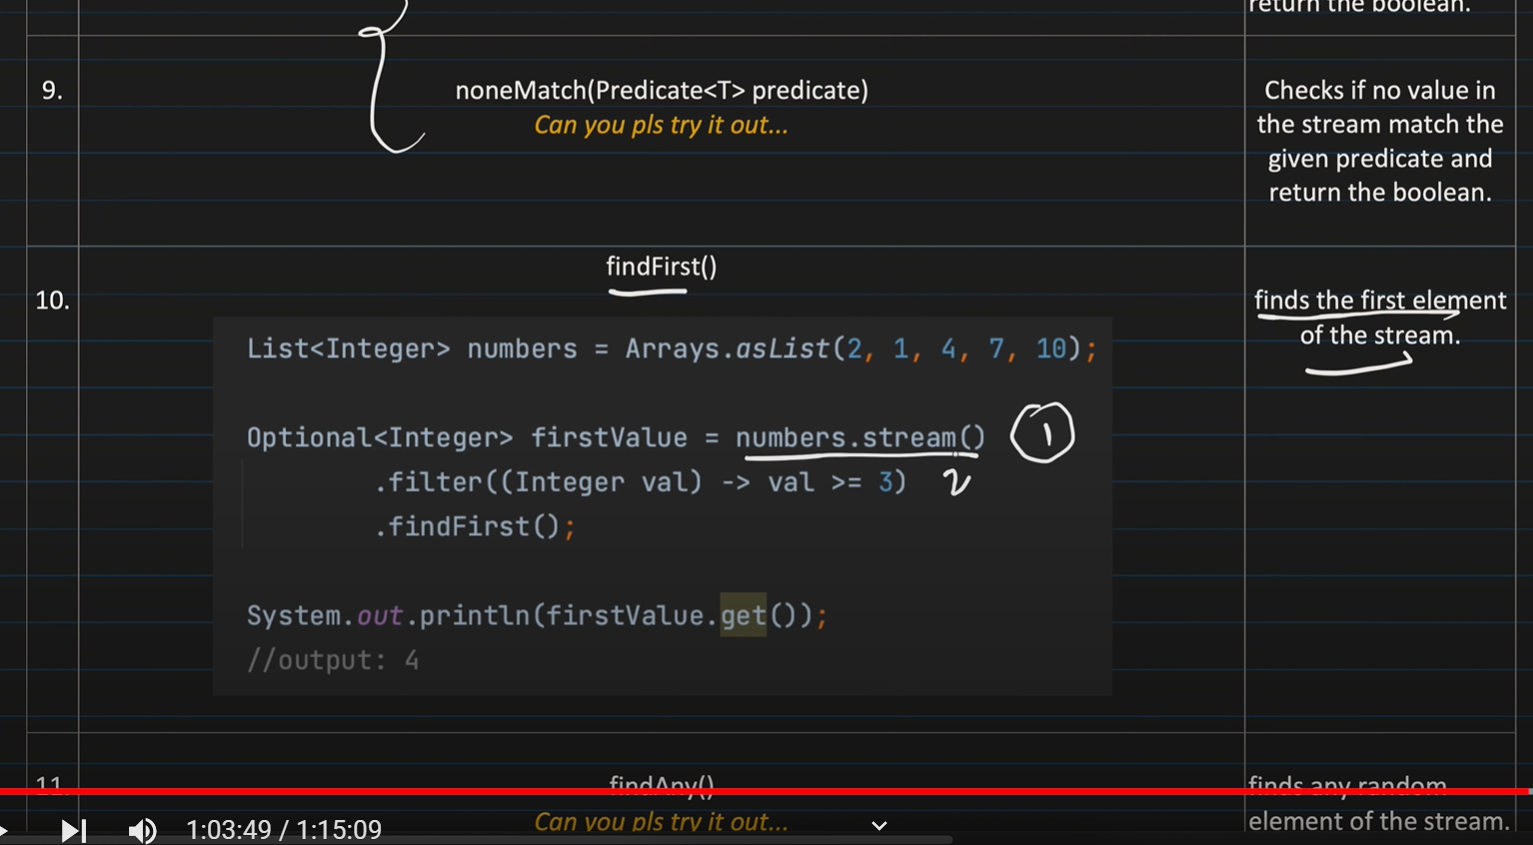 return the boolean.
9.
noneMatch(Predicate<T> predicate)
Can you pls try it out...
Checks if no value in
the stream match the
given predicate and
return the boolean.
10.
findFirst()
List<Integer> numbers = Arrays.asList(2, 1, 4, 7, 10);
Optional<Integer> firstValue = numbers.stream() 1
.filter((Integer val) -> val >= 3) 2
.findFirst();
System.out.println(firstValue.get());
//output: 4
finds the first element
of the stream.
11.
findAny()
Can you pls try it out...
finds any random
element of the stream.
1:03:49 / 1:15:09